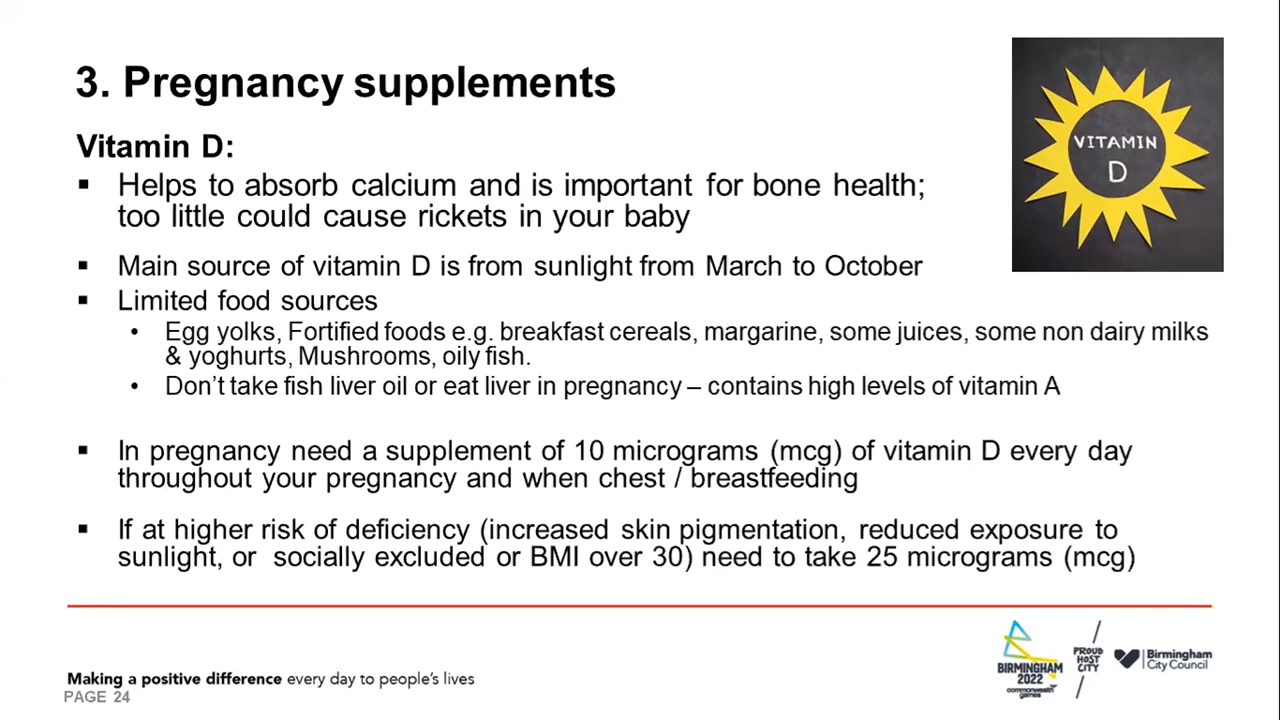 3. Pregnancy supplements
VITAMIN
D
Vitamin D:
▪ Helps to absorb calcium and is important for bone health;
too little could cause rickets in your baby
▪ Main source of vitamin D is from sunlight from March to October
▪ Limited food sources
• Egg yolks, Fortified foods e.g. breakfast cereals, margarine, some juices, some non dairy milks
& yoghurts, Mushrooms, oily fish.
• Don't take fish liver oil or eat liver in pregnancy – contains high levels of vitamin A
▪ In pregnancy need a supplement of 10 micrograms (mcg) of vitamin D every day
throughout your pregnancy and when chest / breastfeeding
▪ If at higher risk of deficiency (increased skin pigmentation, reduced exposure to
sunlight, or socially excluded or BMI over 30) need to take 25 micrograms (mcg)
Making a positive difference every day to people's lives
PAGE 24
BIRMINGHAM
2022
commonwealth
games
PROUD
HOST
CITY
Birmingham
City Council